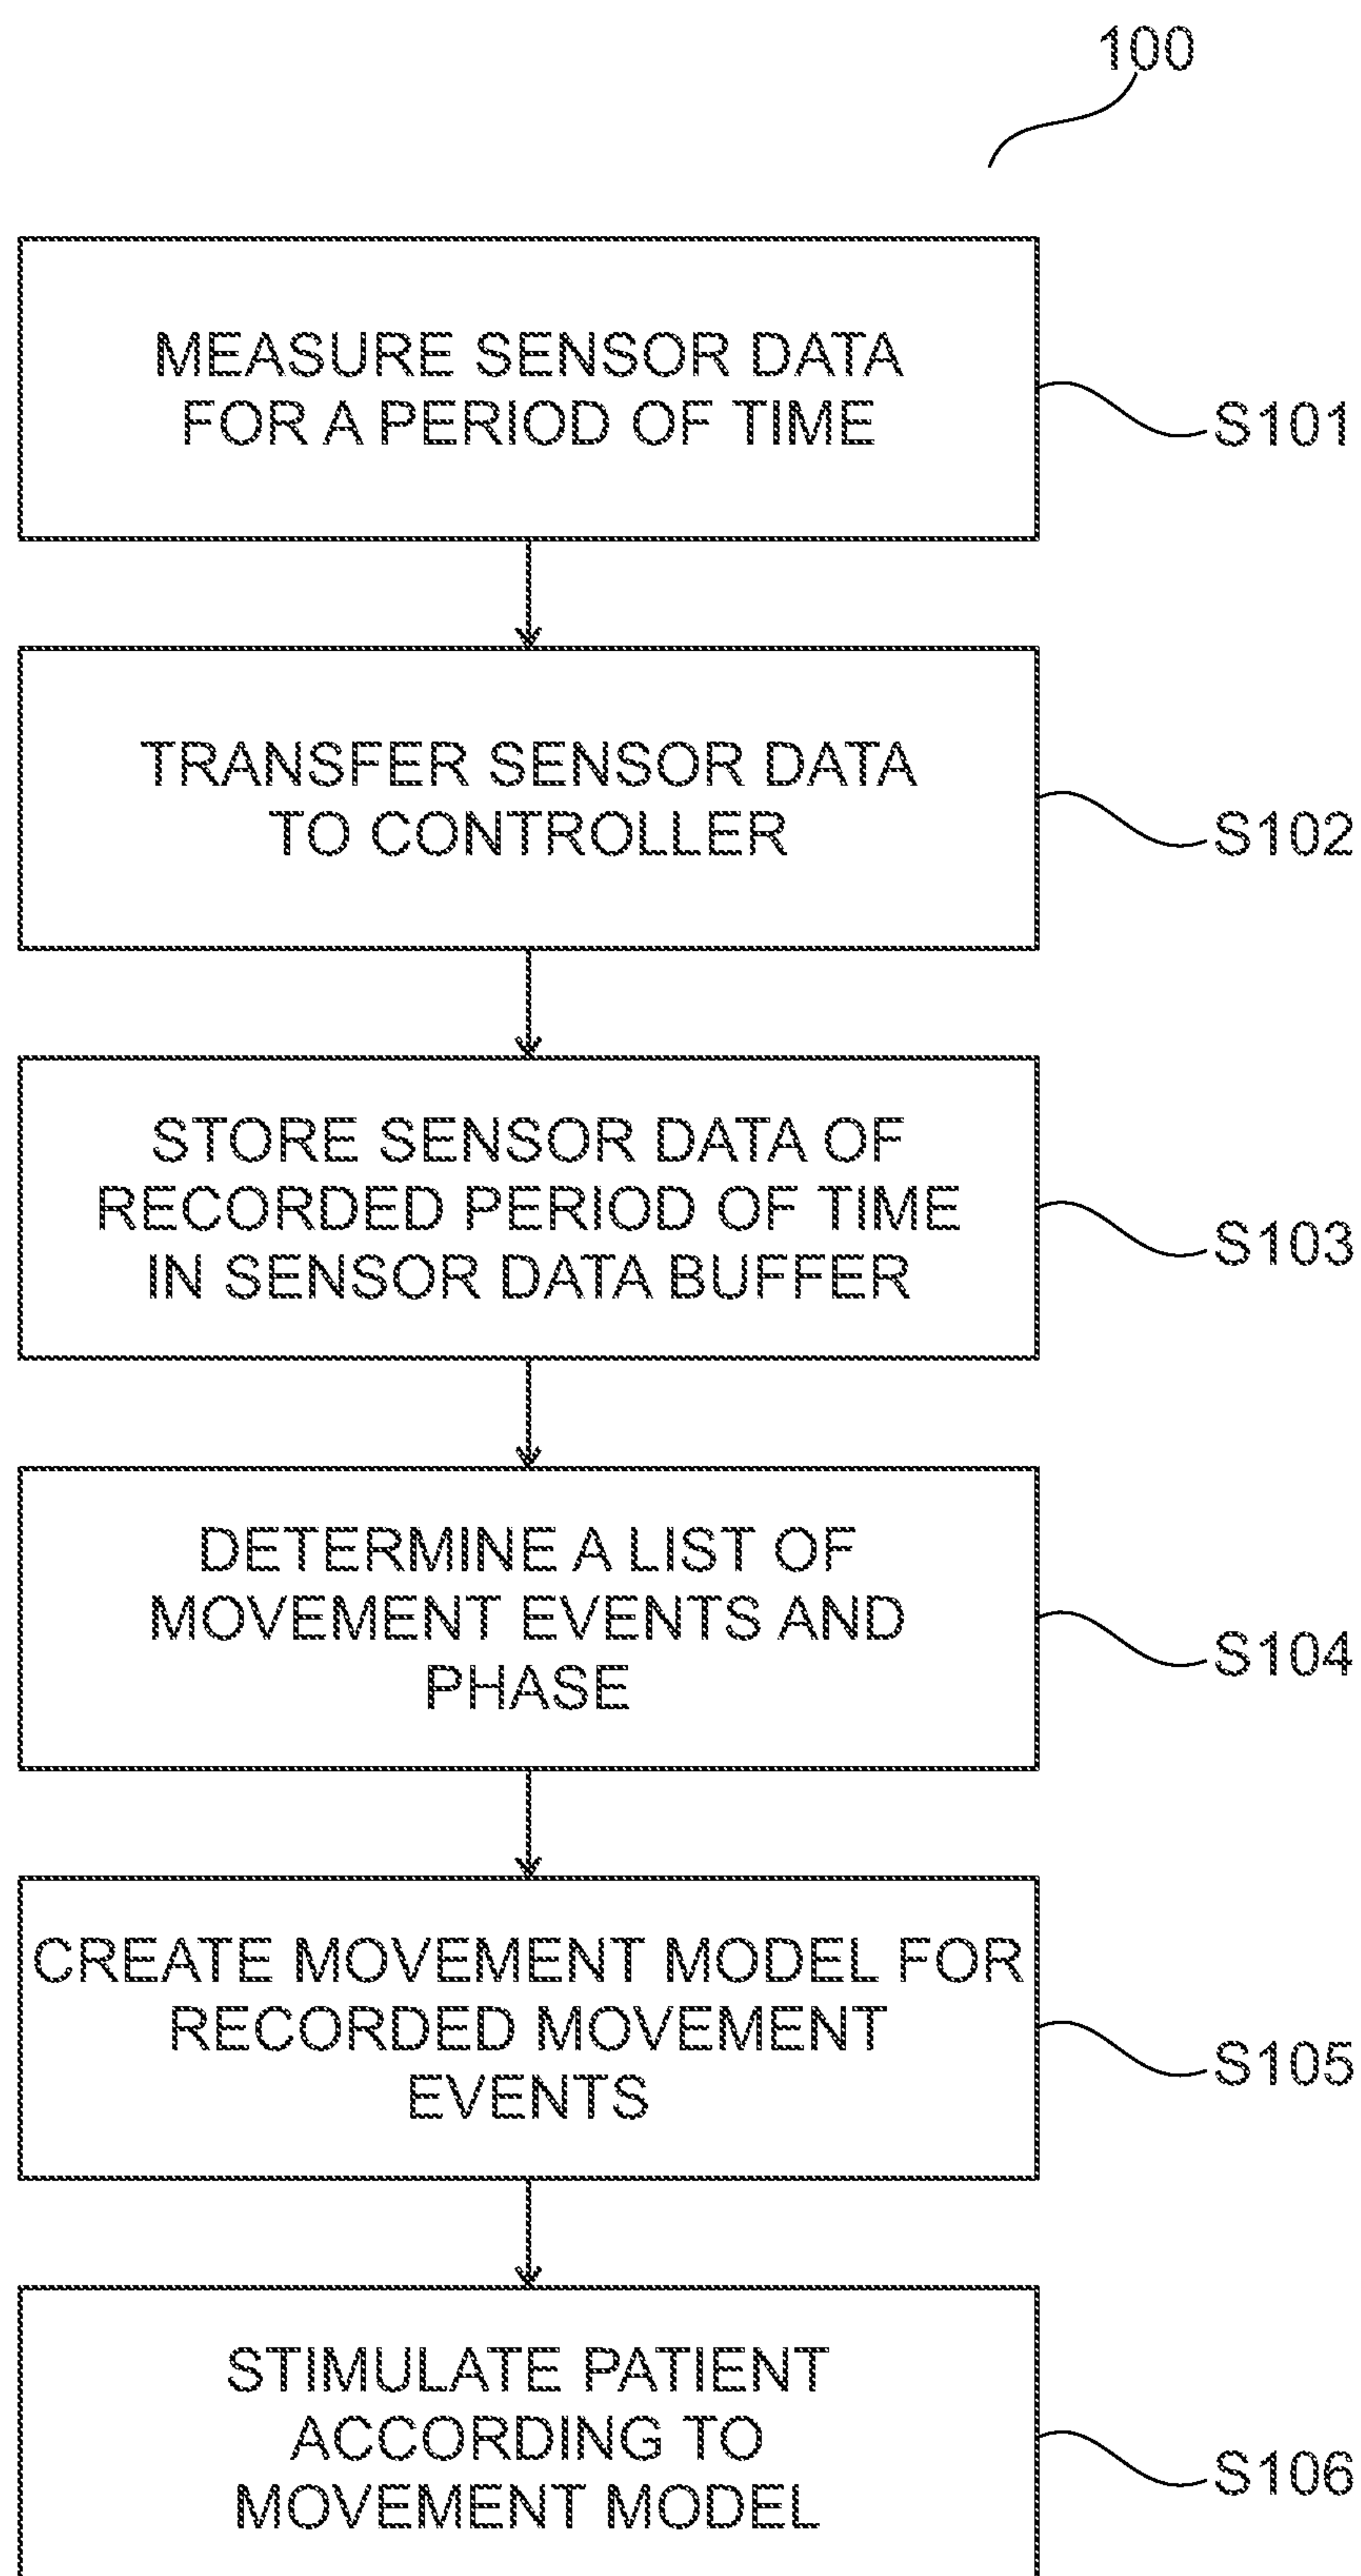 100
MEASURE SENSOR DATA
FOR A PERIOD OF TIME
S101
TRANSFER SENSOR DATA
TO CONTROLLER
S102
STORE SENSOR DATA OF
RECORDED PERIOD OF TIME
IN SENSOR DATA BUFFER
S103
DETERMINE A LIST OF
MOVEMENT EVENTS AND
PHASE
S104
CREATE MOVEMENT MODEL FOR
RECORDED MOVEMENT
EVENTS
S105
STIMULATE PATIENT
ACCORDING TO
MOVEMENT MODEL
S106